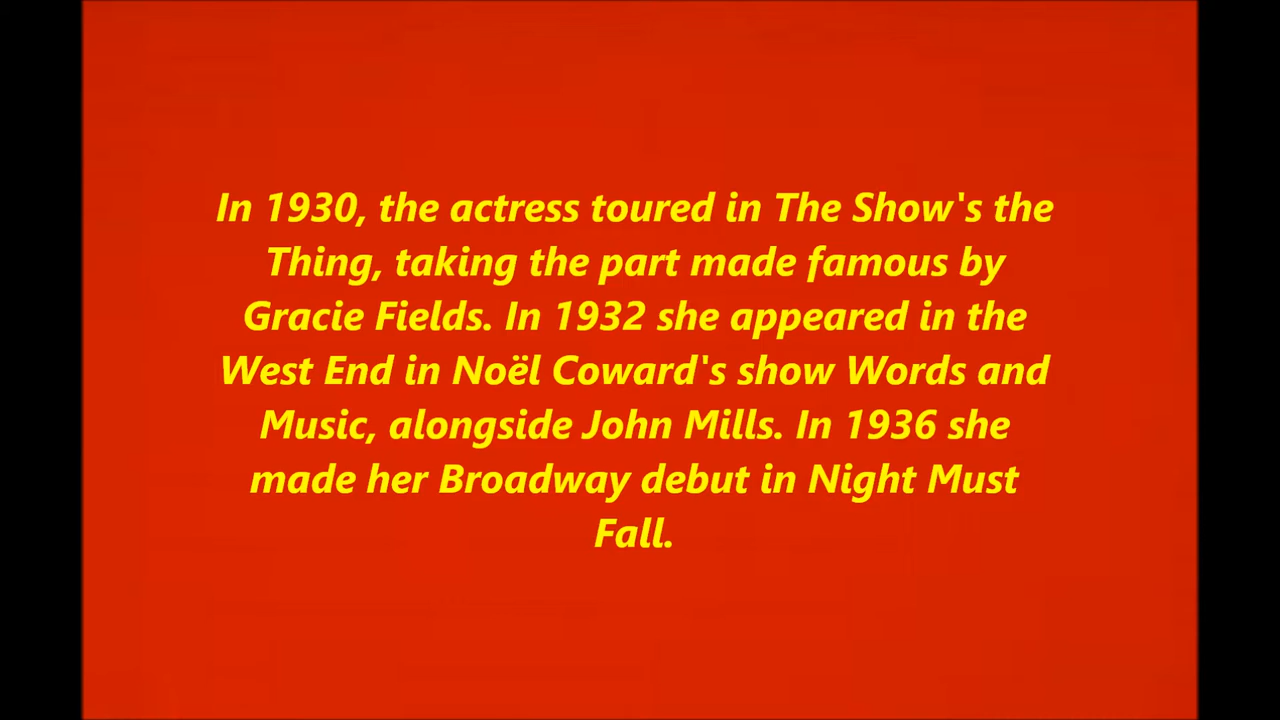 In 1930, the actress toured in The Show's the
Thing, taking the part made famous by
Gracie Fields. In 1932 she appeared in the
West End in Noël Coward's show Words and
Music, alongside John Mills. In 1936 she
made her Broadway debut in Night Must
Fall.